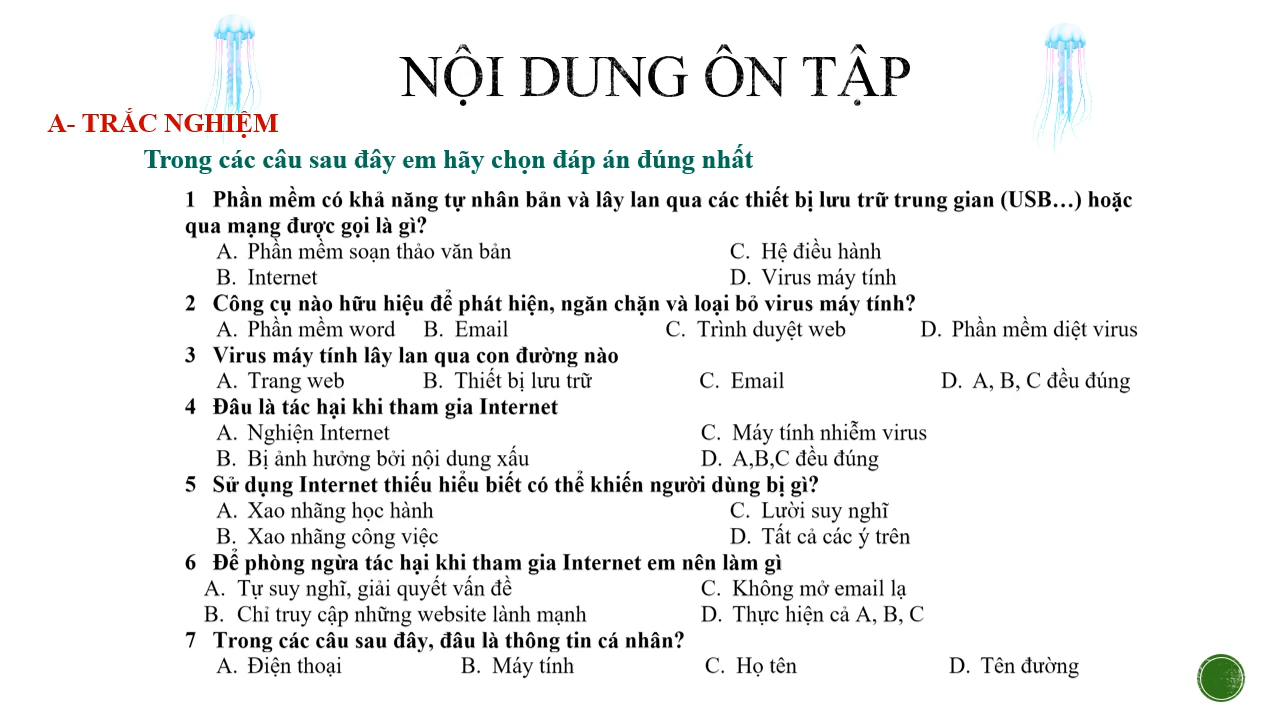 NỘI DUNG ÔN TẬP
A- TRẮC NGHIỆM
Trong các câu sau đây em hãy chọn đáp án đúng nhất
1 Phần mềm có khả năng tự nhân bản và lây lan qua các thiết bị lưu trữ trung gian (USB…) hoặc
qua mạng được gọi là gì?
A. Phần mềm soạn thảo văn bản C. Hệ điều hành
B. Internet D. Virus máy tính
2 Công cụ nào hữu hiệu để phát hiện, ngăn chặn và loại bỏ virus máy tính?
A. Phần mềm word B. Email C. Trình duyệt web D. Phần mềm diệt virus
3 Virus máy tính lây lan qua con đường nào
A. Trang web B. Thiết bị lưu trữ C. Email D. A, B, C đều đúng
4 Đâu là tác hại khi tham gia Internet
A. Nghiện Internet C. Máy tính nhiễm virus
B. Bị ảnh hưởng bởi nội dung xấu D. A,B,C đều đúng
5 Sử dụng Internet thiếu hiểu biết có thể khiến người dùng bị gì?
A. Xao nhãng học hành C. Lười suy nghĩ
B. Xao nhãng công việc D. Tất cả các ý trên
6 Để phòng ngừa tác hại khi tham gia Internet em nên làm gì
A. Tự suy nghĩ, giải quyết vấn đề C. Không mở email lạ
B. Chỉ truy cập những website lành mạnh D. Thực hiện cả A, B, C
7 Trong các câu sau đây, đâu là thông tin cá nhân?
A. Điện thoại B. Máy tính C. Họ tên D. Tên đường